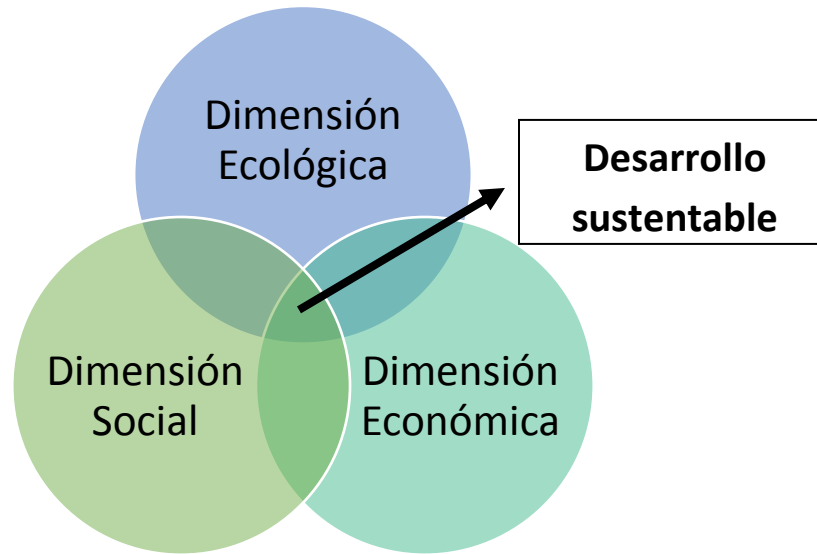 Dimensión
Ecológica
Desarrollo
sustentable
Dimensión
Social
Dimensión
Económica